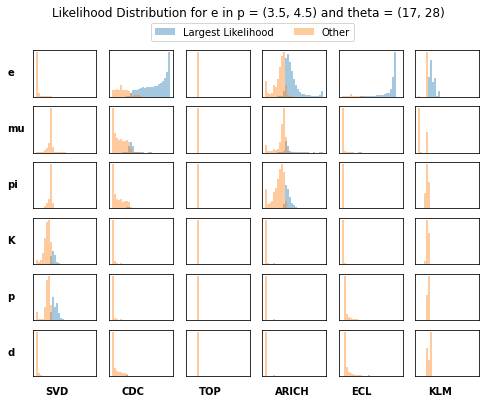 Likelihood Distribution for e in p = (3.5, 4.5) and theta = (17, 28)
Largest Likelihood Other
e
mu
pi
K
p
d
SVD CDC TOP ARICH ECL KLM